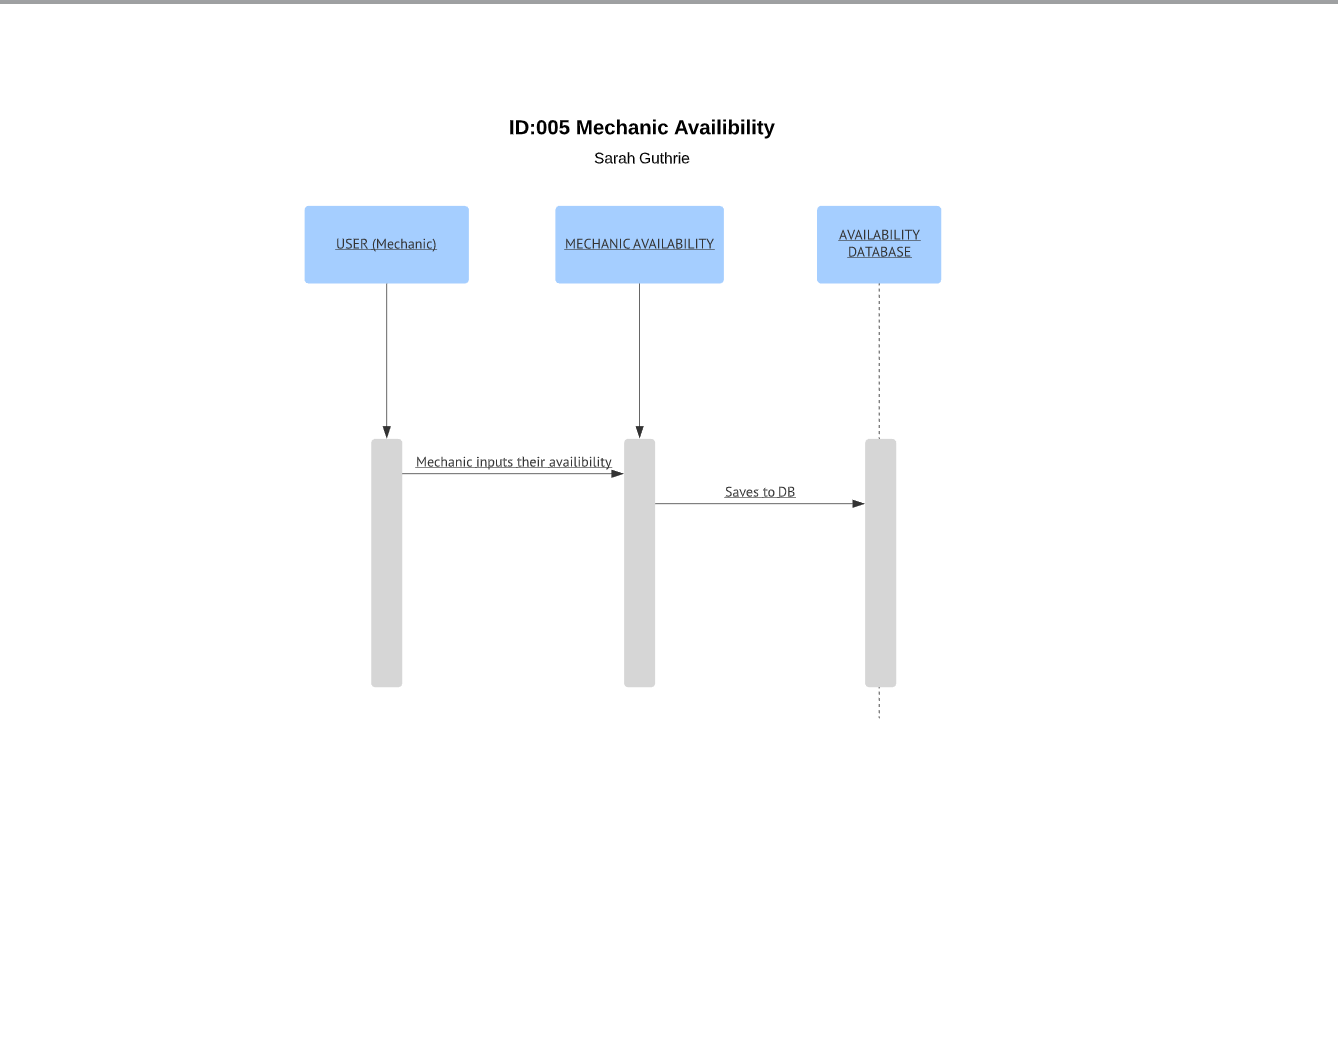 ID:005 Mechanic Availibility
Sarah Guthrie
USER (Mechanic)
MECHANIC AVAILABILITY
AVAILABILITY
DATABASE
Mechanic inputs their availibility
Saves to DB